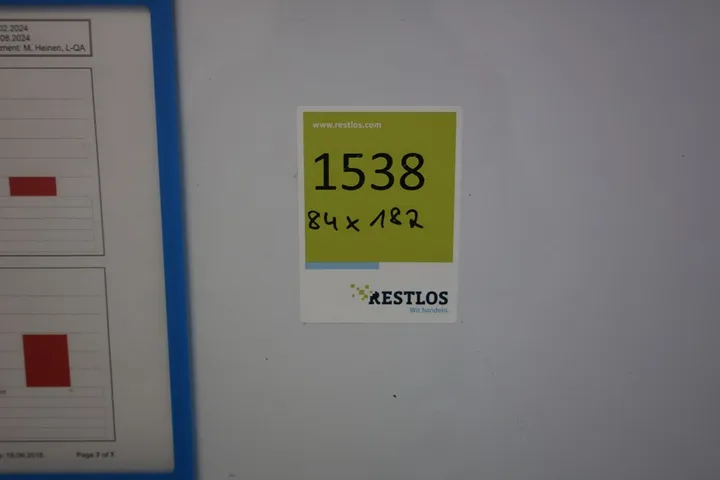 02.2024
08.2024
ment: M. Heinen, L-QA
www.restlos.com
1538
84 x 182
RESTLOS
Wir handeln.
Page 7 of 7